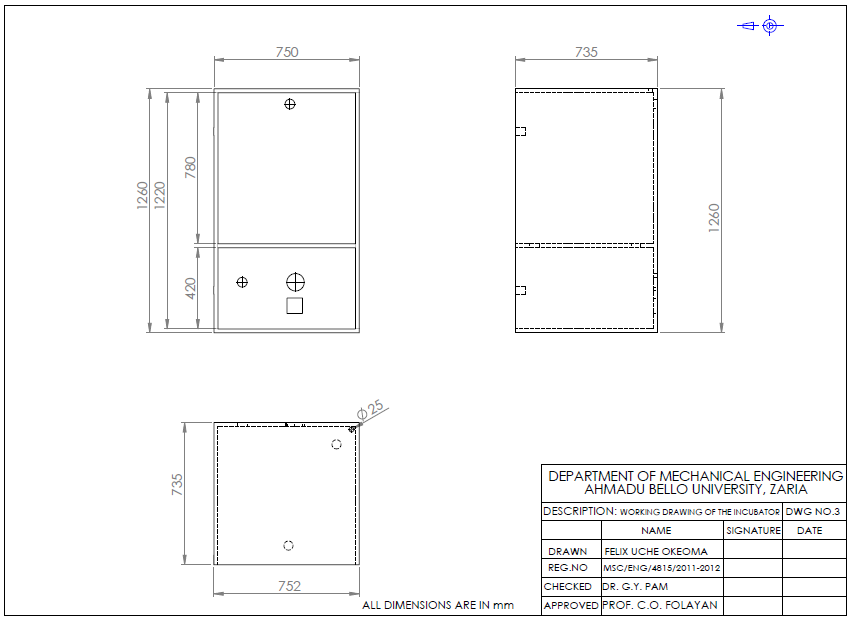 750
735
1260
1220
780
420
1260
Ø25
735
752
ALL DIMENSIONS ARE IN mm
DEPARTMENT OF MECHANICAL ENGINEERING
AHMADU BELLO UNIVERSITY, ZARIA
DESCRIPTION: WORKING DRAWING OF THE INCUBATOR DWG NO.3
NAME SIGNATURE DATE
DRAWN FELIX UCHE OKEOMA
REG.NO MSC/ENG/4815/2011-2012
CHECKED DR. G.Y. PAM
APPROVED PROF. C.O. FOLAYAN